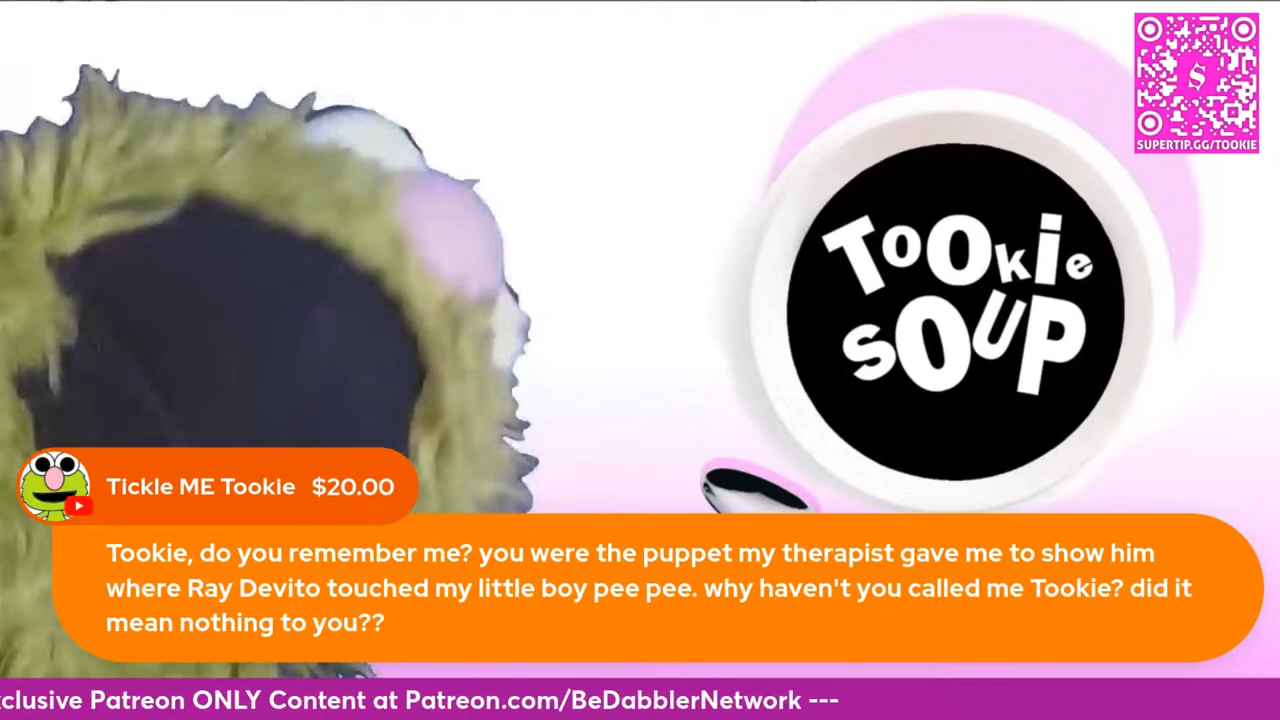 SUPERTIP.GG/TOOKIE
TOOKie
SOUP
Tickle ME Tookie $20.00
Tookie, do you remember me? you were the puppet my therapist gave me to show him
where Ray Devito touched my little boy pee pee. why haven't you called me Tookie? did it
mean nothing to you??
xclusive Patreon ONLY Content at Patreon.com/BeDabblerNetwork ---